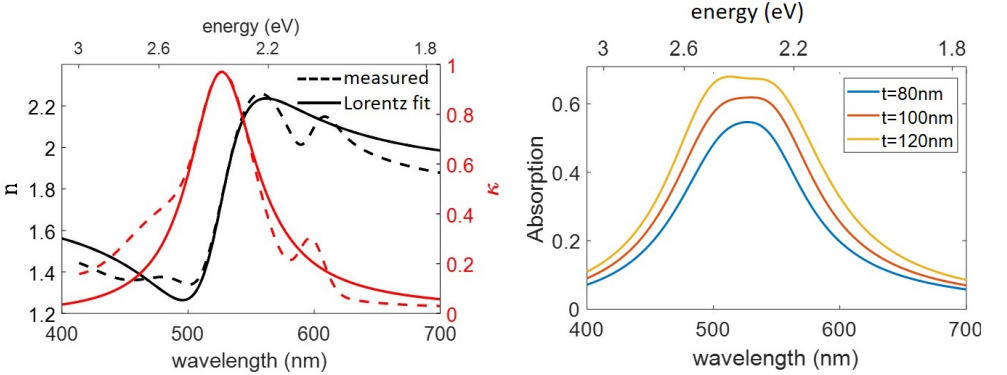 energy (eV)
3 2.6 2.2 1.8
measured
Lorentz fit
n
2.2
2
1.8
1.6
1.4
1.2
1
0.8
0.6
0.4
0.2
0
κ
400 500 600 700
wavelength (nm)
energy (eV)
3 2.6 2.2 1.8
t=80nm
t=100nm
t=120nm
Absorption
0.6
0.4
0.2
0
400 500 600 700
wavelength (nm)